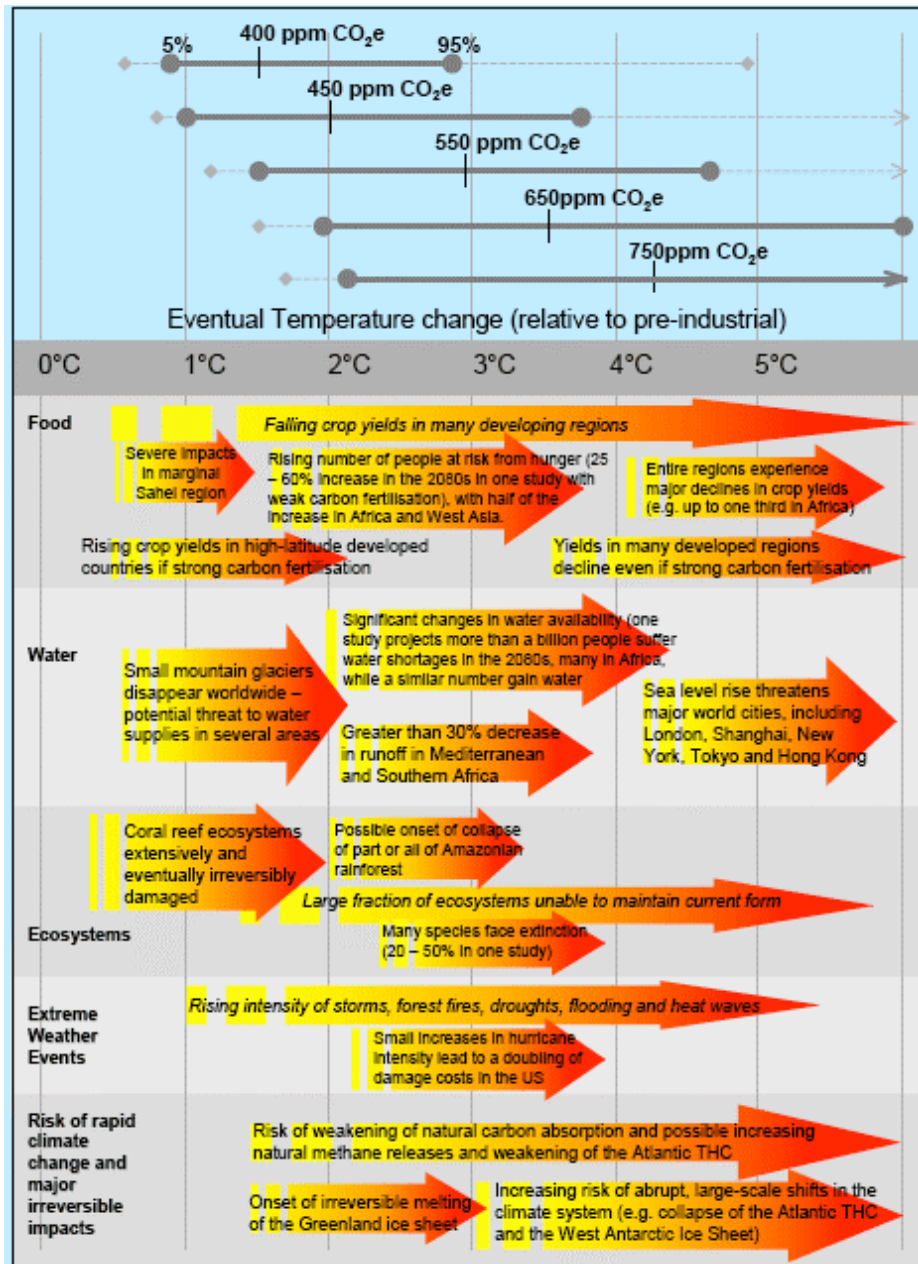 400 ppm CO₂e
5%
95%
450 ppm CO₂e
550 ppm CO₂e
650ppm CO₂e
750ppm CO₂e
Eventual Temperature change (relative to pre-industrial)
0°C 1°C 2°C 3°C 4°C 5°C
Food
Falling crop yields in many developing regions
Severe impacts
in marginal
Sahel region
Rising number of people at risk from hunger (25
– 60% increase in the 2080s in one study with
weak carbon fertilisation), with half of the
increase in Africa and West Asia.
Entire regions experience
major declines in crop yields
(e.g. up to one third in Africa)
Rising crop yields in high-latitude developed
countries if strong carbon fertilisation
Yields in many developed regions
decline even if strong carbon fertilisation
Water
Small mountain glaciers
disappear worldwide –
potential threat to water
supplies in several areas
Significant changes in water availability (one
study projects more than a billion people suffer
water shortages in the 2080s, many in Africa,
while a similar number gain water
Greater than 30% decrease
in runoff in Mediterranean
and Southern Africa
Sea level rise threatens
major world cities, including
London, Shanghai, New
York, Tokyo and Hong Kong
Ecosystems
Coral reef ecosystems
extensively and
eventually irreversibly
damaged
Possible onset of collapse
of part or all of Amazonian
rainforest
Large fraction of ecosystems unable to maintain current form
Many species face extinction
(20 – 50% in one study)
Extreme
Weather
Events
Rising intensity of storms, forest fires, droughts, flooding and heat waves
Small increases in hurricane
intensity lead to a doubling of
damage costs in the US
Risk of rapid
climate
change and
major
irreversible
impacts
Risk of weakening of natural carbon absorption and possible increasing
natural methane releases and weakening of the Atlantic THC
Onset of irreversible melting
of the Greenland ice sheet
Increasing risk of abrupt, large-scale shifts in the
climate system (e.g. collapse of the Atlantic THC
and the West Antarctic Ice Sheet)